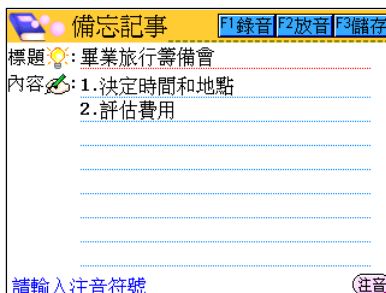 備忘記事 F1錄音 F2放音 F3儲存
標題：畢業旅行籌備會
內容：1.決定時間和地點
2.評估費用
請輸入注音符號 注音